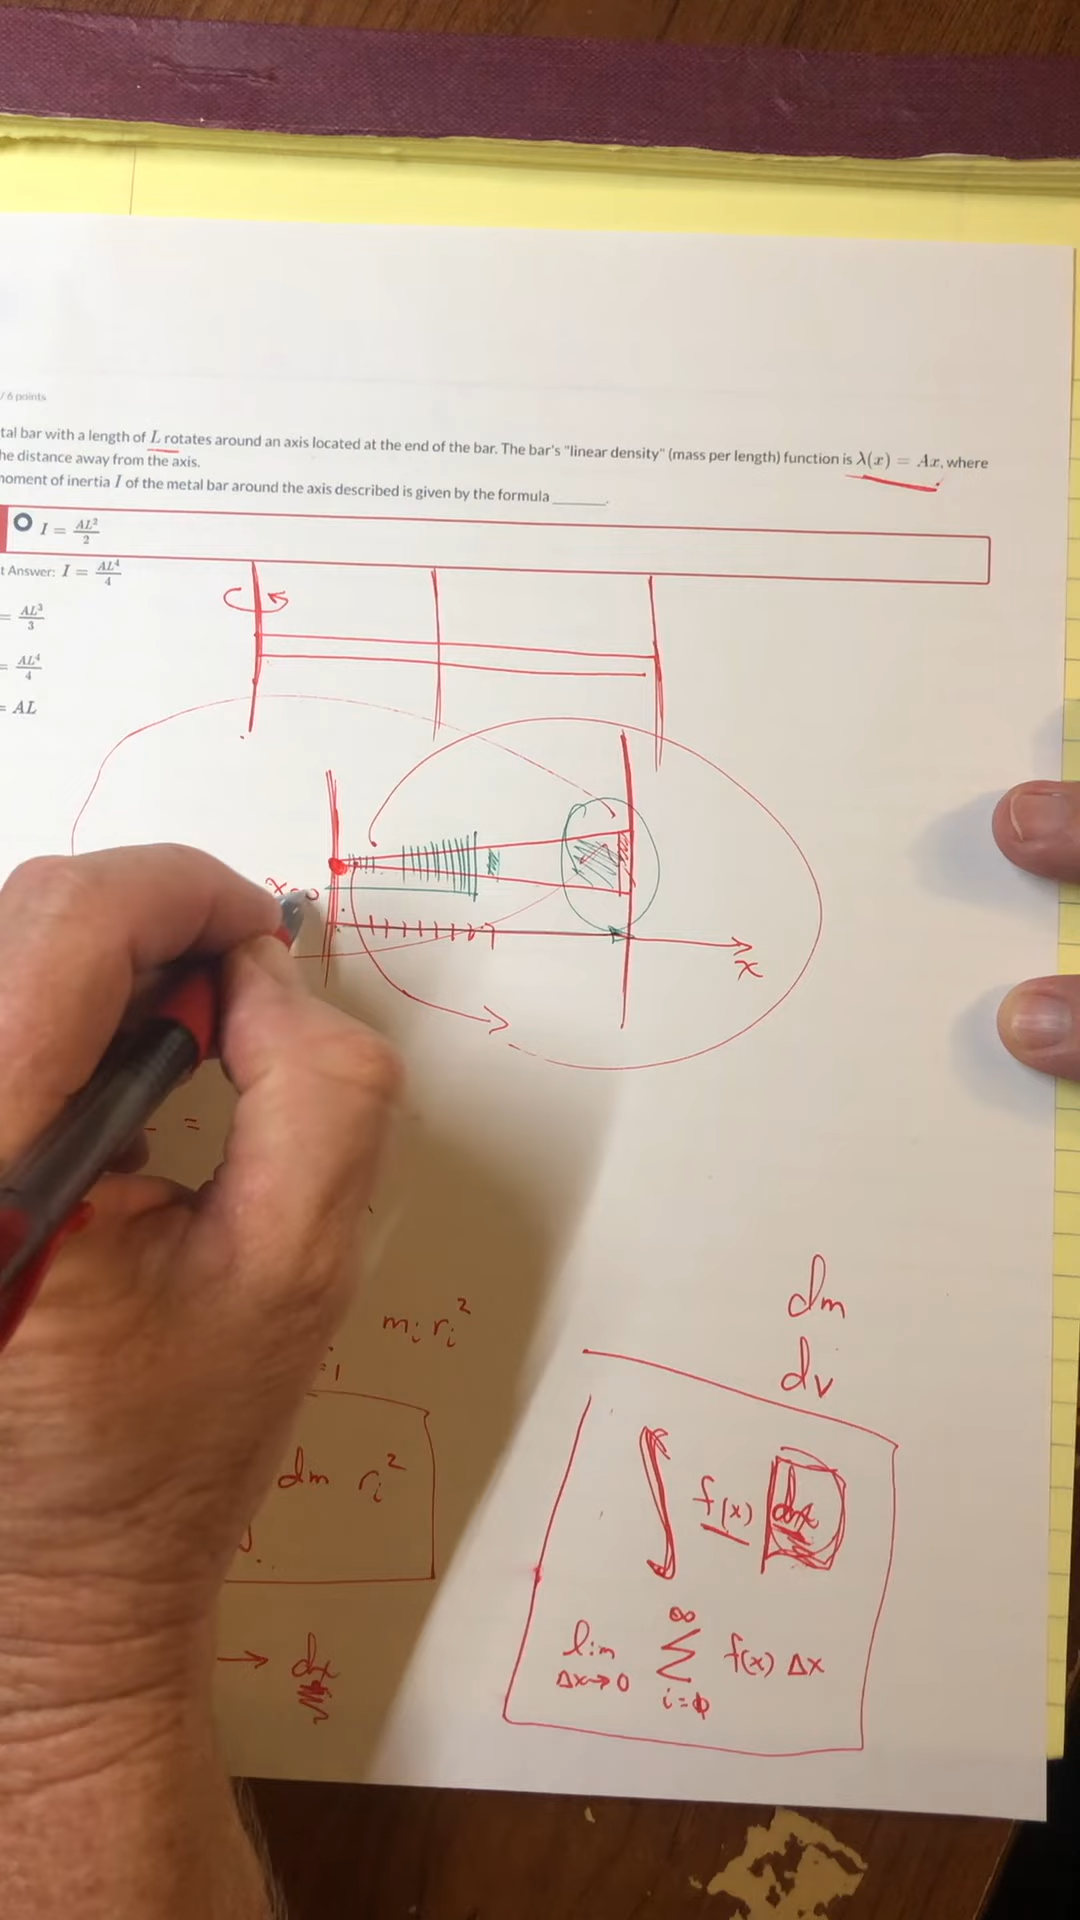 / 6 points
tal bar with a length of L rotates around an axis located at the end of the bar. The bar's "linear density" (mass per length) function is λ(x) = Ax, where
he distance away from the axis.
noment of inertia I of the metal bar around the axis described is given by the formula ______.
I = AL²/2
t Answer: I = AL⁴/4
= AL³/3
= AL⁴/4
= AL
x=0
x
=
dm
mᵢ rᵢ²
=1
dv
dm rᵢ²
∫ f(x) dx
lim Δx→0 ∞ Σ i=0 f(x) Δx
→ dx